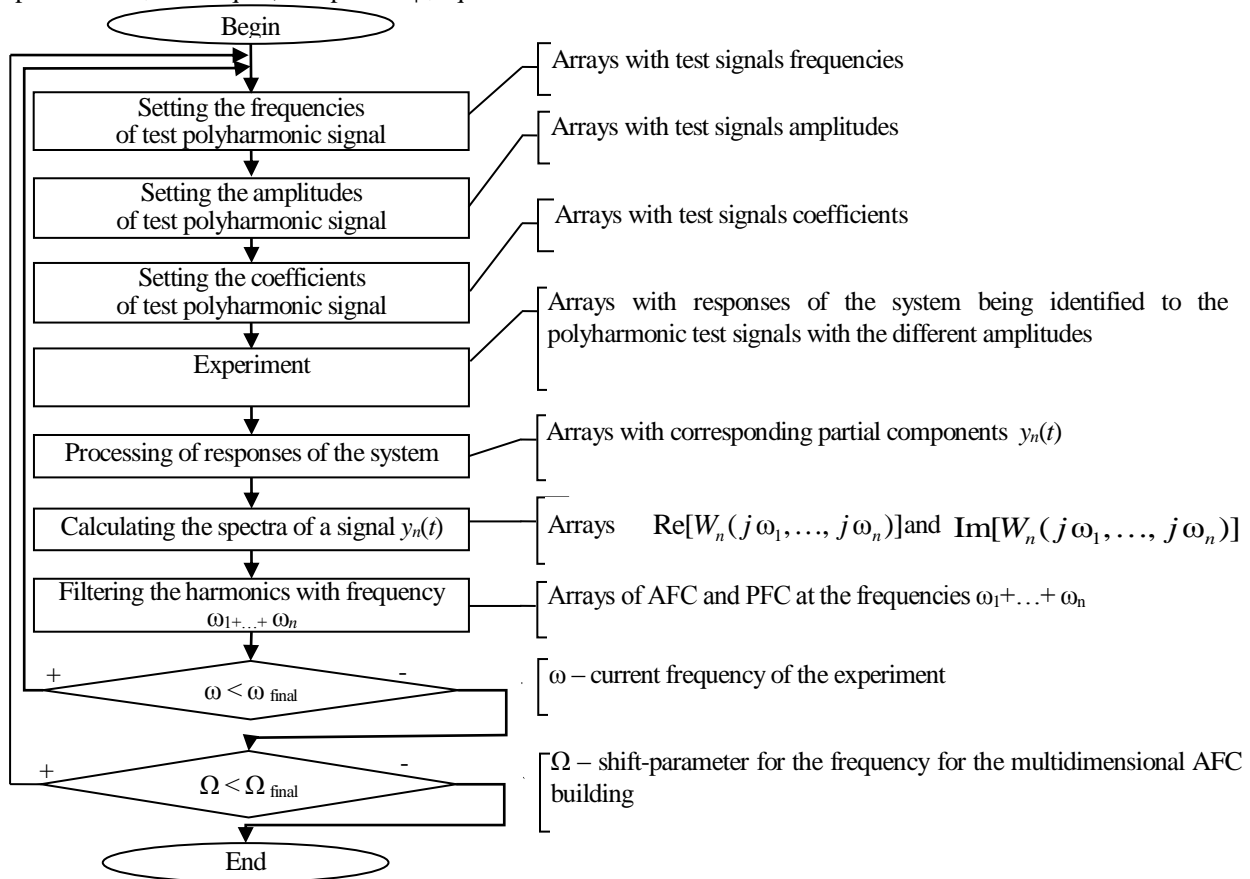 Begin
Arrays with test signals frequencies
Setting the frequencies
of test polyharmonic signal
Arrays with test signals amplitudes
Setting the amplitudes
of test polyharmonic signal
Arrays with test signals coefficients
Setting the coefficients
of test polyharmonic signal
Arrays with responses of the system being identified to the
polyharmonic test signals with the different amplitudes
Experiment
Arrays with corresponding partial components yn(t)
Processing of responses of the system
Calculating the spectra of a signal yn(t)
Arrays Re[Wn(jω1,…, jωn)] and Im[Wn(jω1,…, jωn)]
Filtering the harmonics with frequency
ω1+…+ ωn
Arrays of AFC and PFC at the frequencies ω1+…+ ωn
+
-
ω < ω final
ω – current frequency of the experiment
+
-
Ω < Ω final
Ω – shift-parameter for the frequency for the multidimensional AFC
building
End